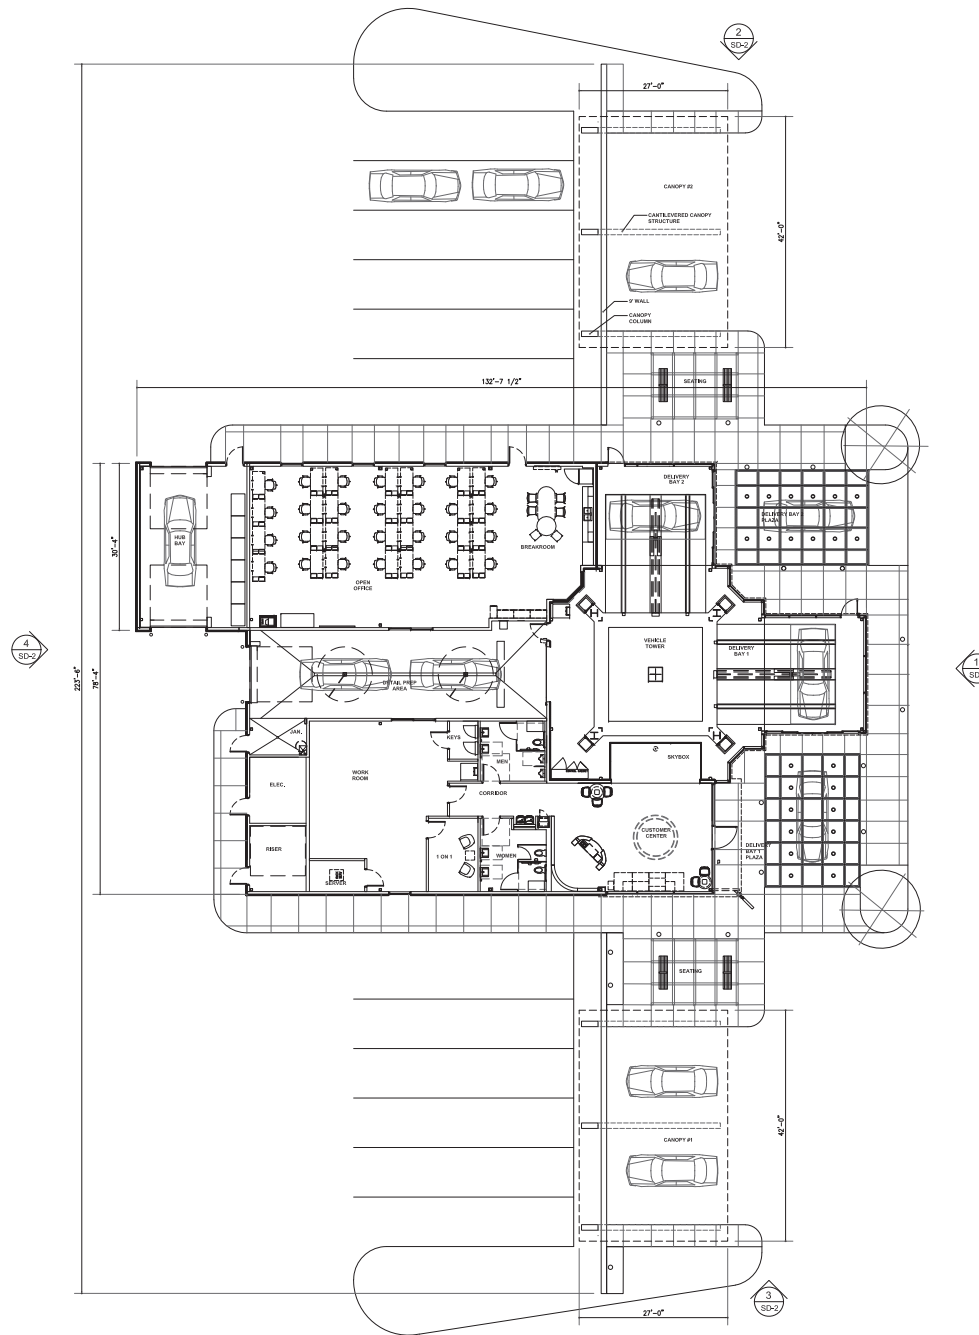 2
SD-2
27'-0"
CANOPY #2
CANTILEVERED CANOPY
STRUCTURE
42'-0"
9' WALL
CANOPY
COLUMN
132'-7 1/2"
SEATING
DELIVERY
BAY 2
HUB
BAY
DELIVERY BAY 2
PLAZA
30'-4"
BREAKROOM
OPEN
OFFICE
4
SD-2
223'-6"
78'-4"
VEHICLE
TOWER
DELIVERY
BAY 1
1
DETAIL PREP
AREA
JAN.
KEYS
MEN
SKYBOX
WORK
ROOM
ELEC.
CORRIDOR
CUSTOMER
CENTER
RISER
1 ON 1
WOMEN
DELIVERY
BAY 1
PLAZA
SERVER
SEATING
42'-0"
CANOPY #1
3
SD-2
27'-0"